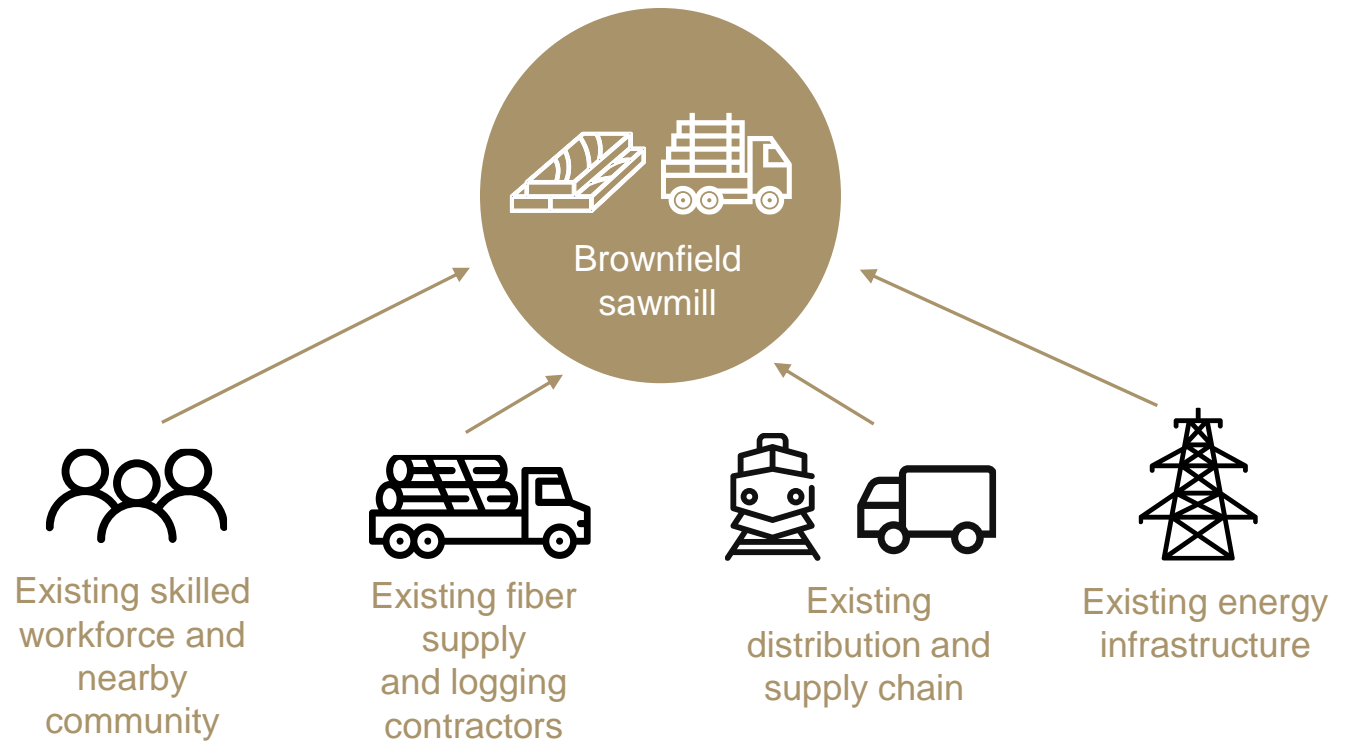 Brownfield
sawmill
Existing skilled
workforce and
nearby
community
Existing fiber
supply
and logging
contractors
Existing
distribution and
supply chain
Existing energy
infrastructure